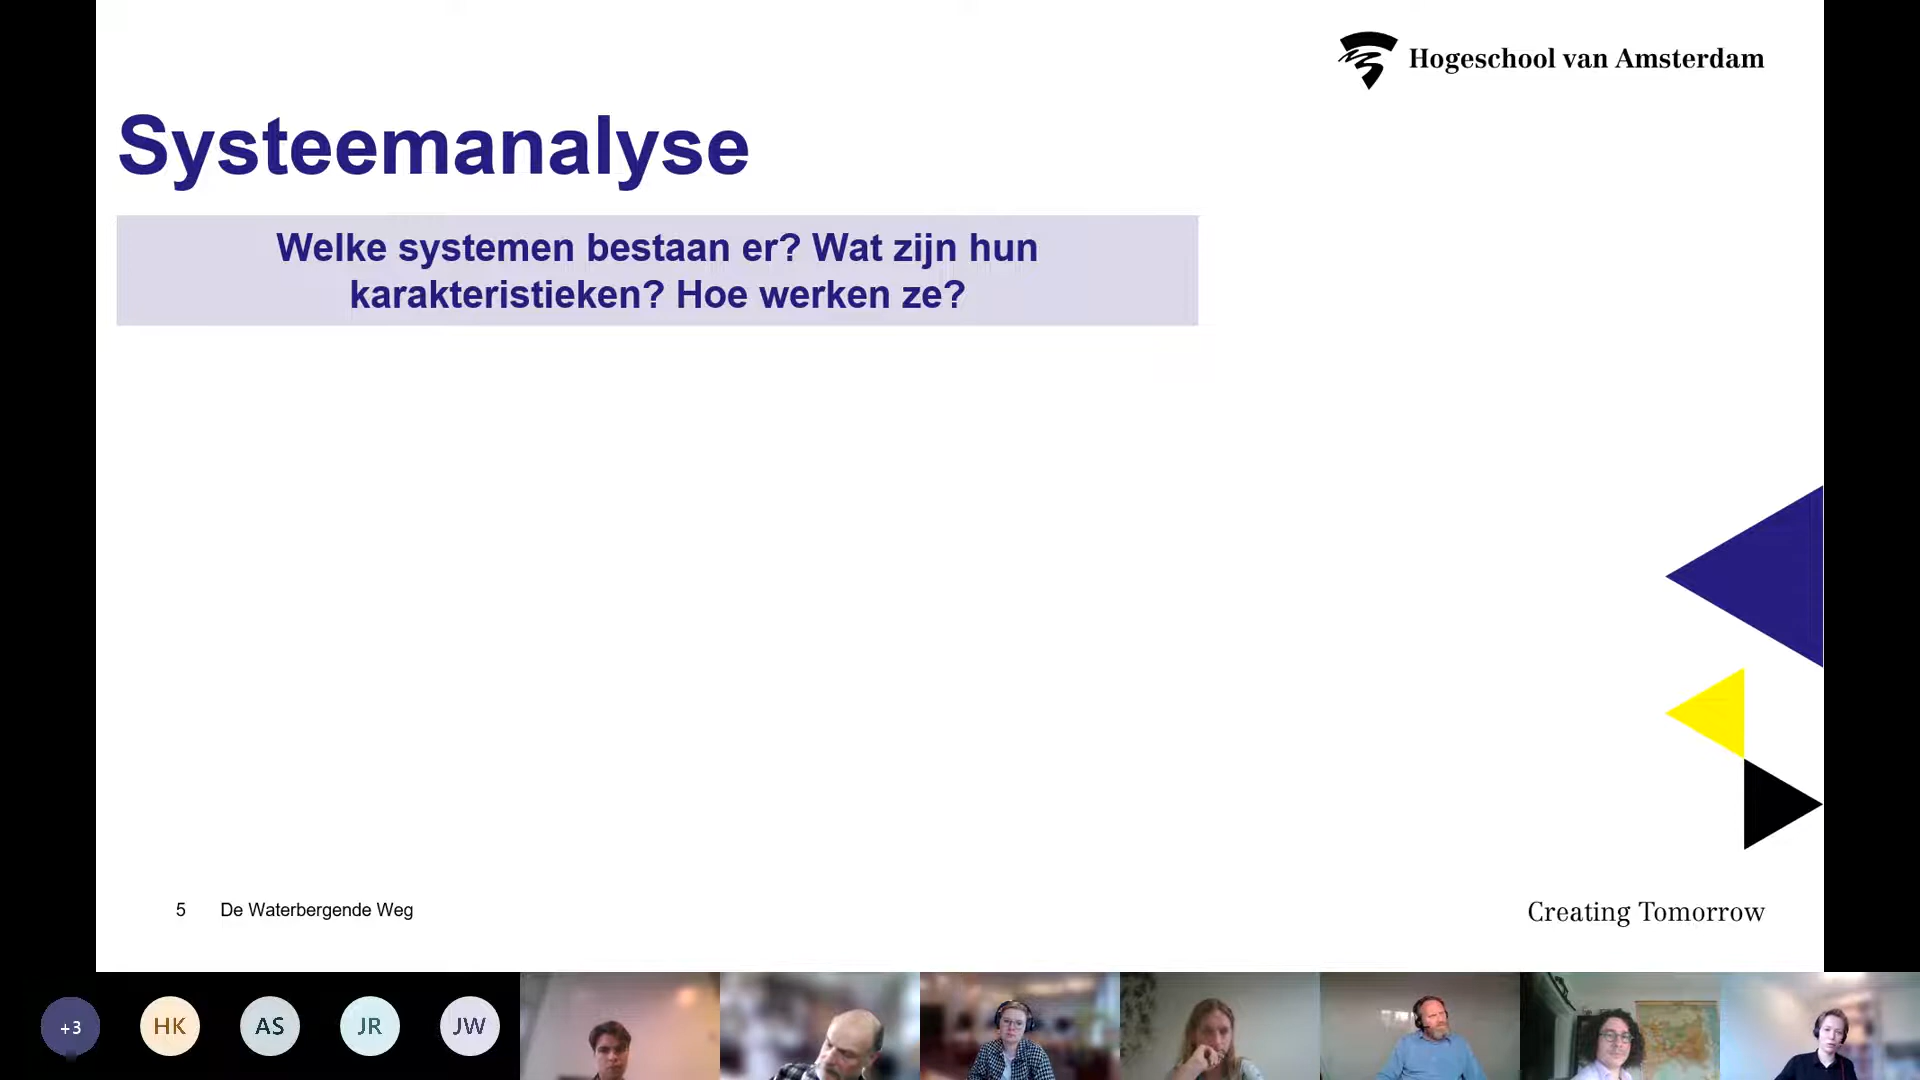 Hogeschool van Amsterdam
Systeemanalyse
Welke systemen bestaan er? Wat zijn hun
karakteristieken? Hoe werken ze?
5 De Waterbergende Weg
Creating Tomorrow
+3 HK AS JR JW